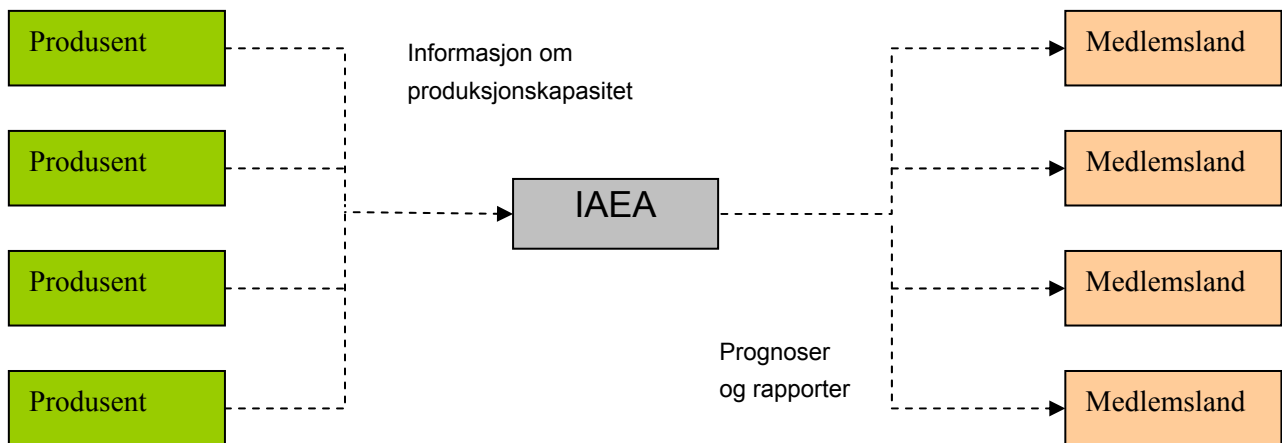 Produsent
Produsent
Produsent
Produsent
Informasjon om
produksjonskapasitet
IAEA
Prognoser
og rapporter
Medlemsland
Medlemsland
Medlemsland
Medlemsland